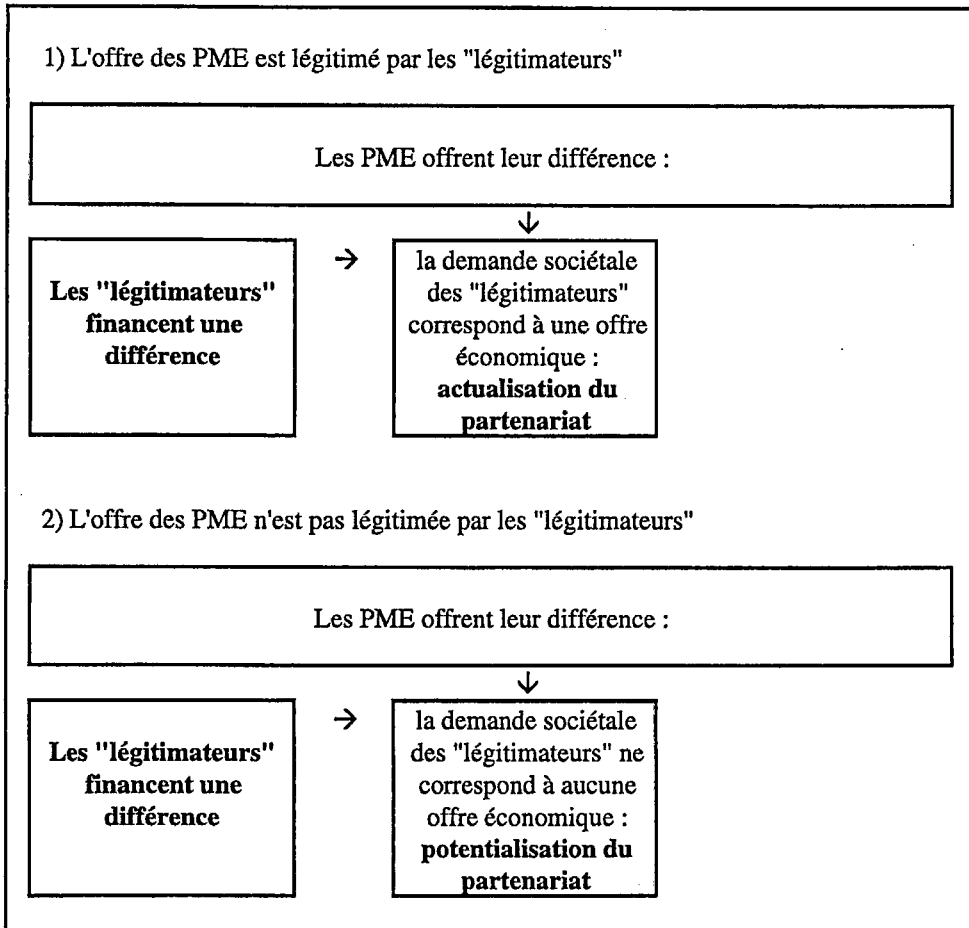 1) L'offre des PME est légitimé par les "légitimateurs"
Les PME offrent leur différence :
↓
Les "légitimateurs"
financent une
différence
→
la demande sociétale
des "légitimateurs"
correspond à une offre
économique :
actualisation du
partenariat
2) L'offre des PME n'est pas légitimée par les "légitimateurs"
Les PME offrent leur différence :
↓
Les "légitimateurs"
financent une
différence
→
la demande sociétale
des "légitimateurs" ne
correspond à aucune
offre économique :
potentialisation du
partenariat